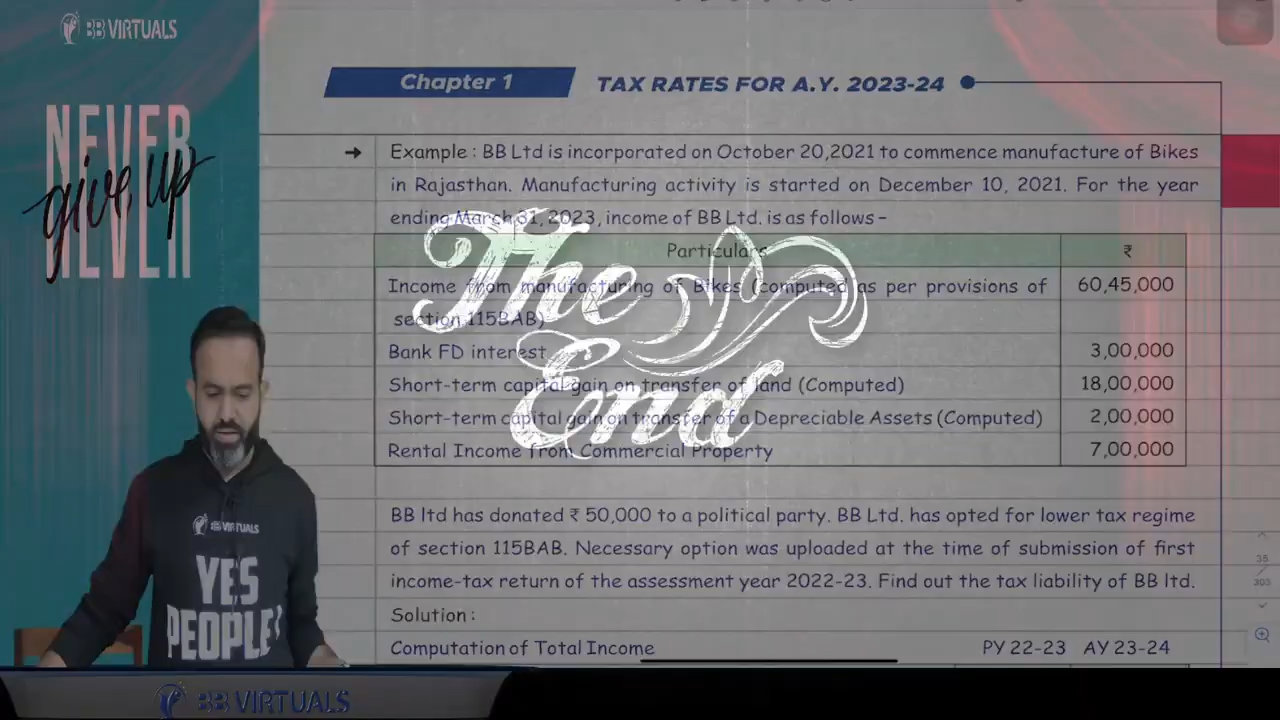 BB VIRTUALS
NEVER
give up
NEVER
Chapter 1
TAX RATES FOR A.Y. 2023-24
Example : BB Ltd is incorporated on October 20,2021 to commence manufacture of Bikes
in Rajasthan. Manufacturing activity is started on December 10, 2021. For the year
ending March 31, 2023, income of BB Ltd. is as follows –
Particulars ₹
Income from manufacturing of Bikes (computed as per provisions of 60,45,000
section 115BAB)
Bank FD interest 3,00,000
Short-term capital gain on transfer of land (Computed) 18,00,000
Short-term capital gain on transfer of a Depreciable Assets (Computed) 2,00,000
Rental Income from Commercial Property 7,00,000
The
End
BB ltd has donated ₹ 50,000 to a political party. BB Ltd. has opted for lower tax regime
of section 115BAB. Necessary option was uploaded at the time of submission of first
income-tax return of the assessment year 2022-23. Find out the tax liability of BB ltd.
Solution :
Computation of Total Income PY 22-23 AY 23-24
35
/
303
BB VIRTUALS
YES
PEOPLE!
BB VIRTUALS